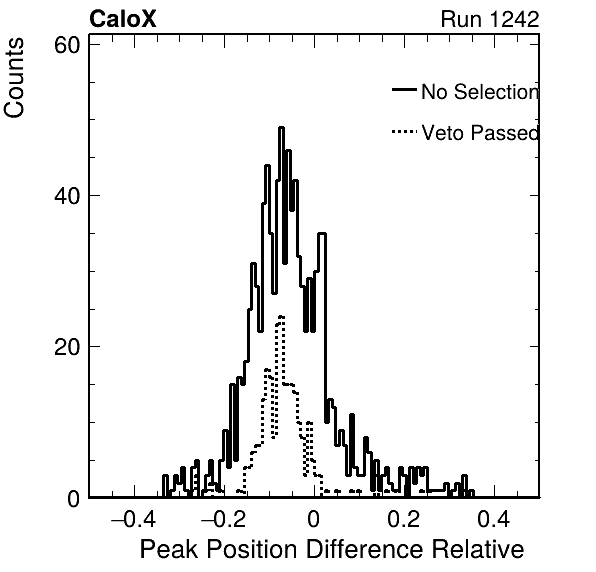 CaloX Run 1242
Counts
60
40
20
0
No Selection
Veto Passed
−0.4 −0.2 0 0.2 0.4
Peak Position Difference Relative